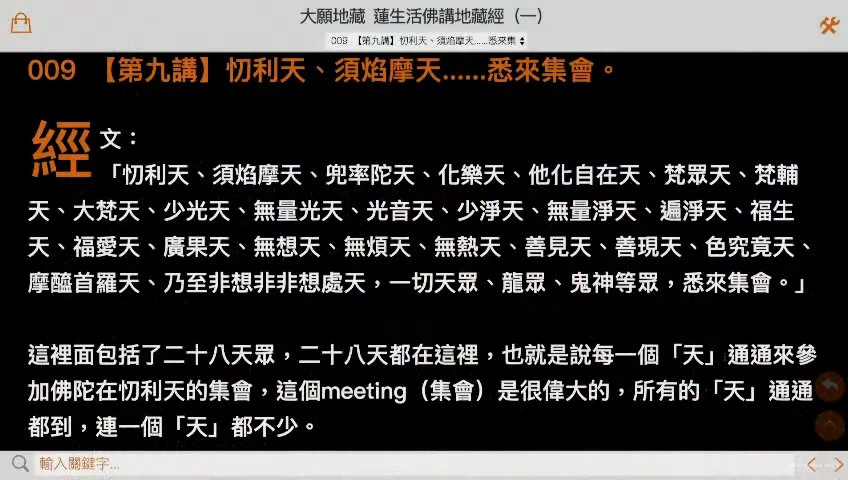 大願地藏 蓮生活佛講地藏經（一）
009 【第九講】忉利天、須焰摩天......悉來集
009 【第九講】忉利天、須焰摩天......悉來集會。
經文：
「忉利天、須焰摩天、兜率陀天、化樂天、他化自在天、梵眾天、梵輔
天、大梵天、少光天、無量光天、光音天、少淨天、無量淨天、遍淨天、福生
天、福愛天、廣果天、無想天、無煩天、無熱天、善見天、善現天、色究竟天、
摩醯首羅天、乃至非想非非想處天，一切天眾、龍眾、鬼神等眾，悉來集會。」
這裡面包括了二十八天眾，二十八天都在這裡，也就是說每一個「天」通通來參
加佛陀在忉利天的集會，這個meeting（集會）是很偉大的，所有的「天」通通
都到，連一個「天」都不少。
輸入關鍵字...